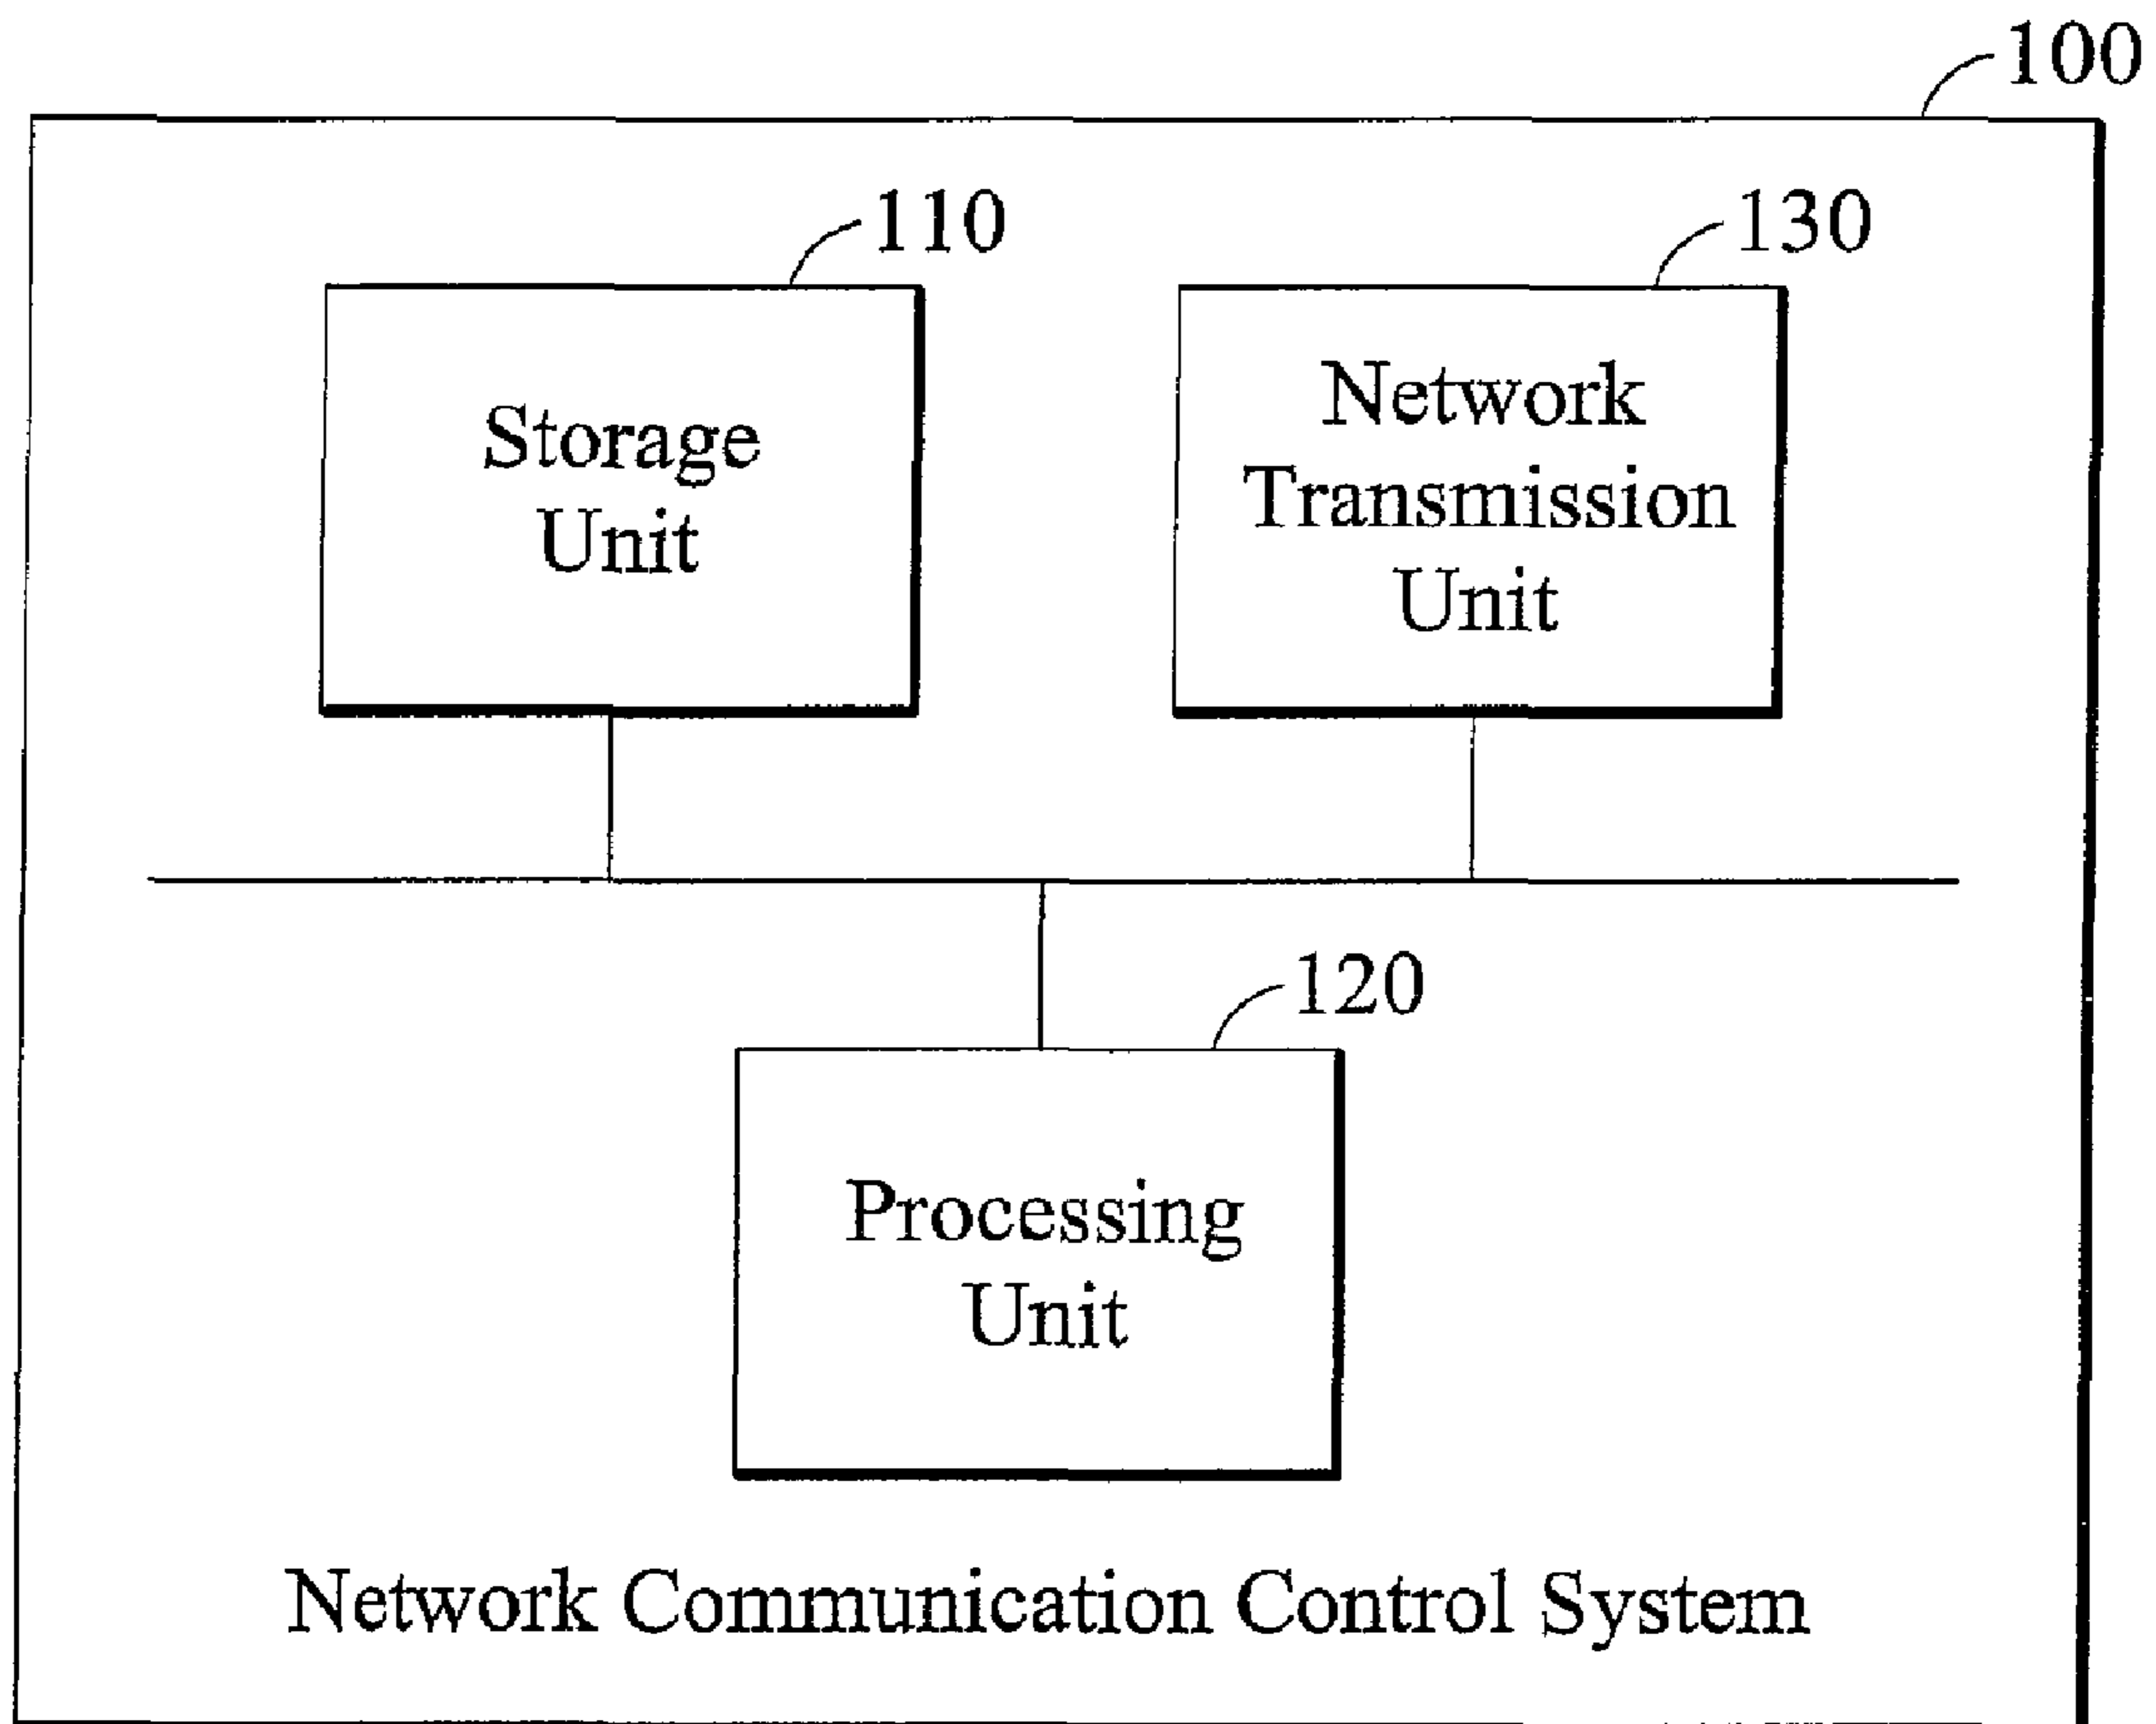 100
110
130
Storage
Unit
Network
Transmission
Unit
120
Processing
Unit
Network Communication Control System